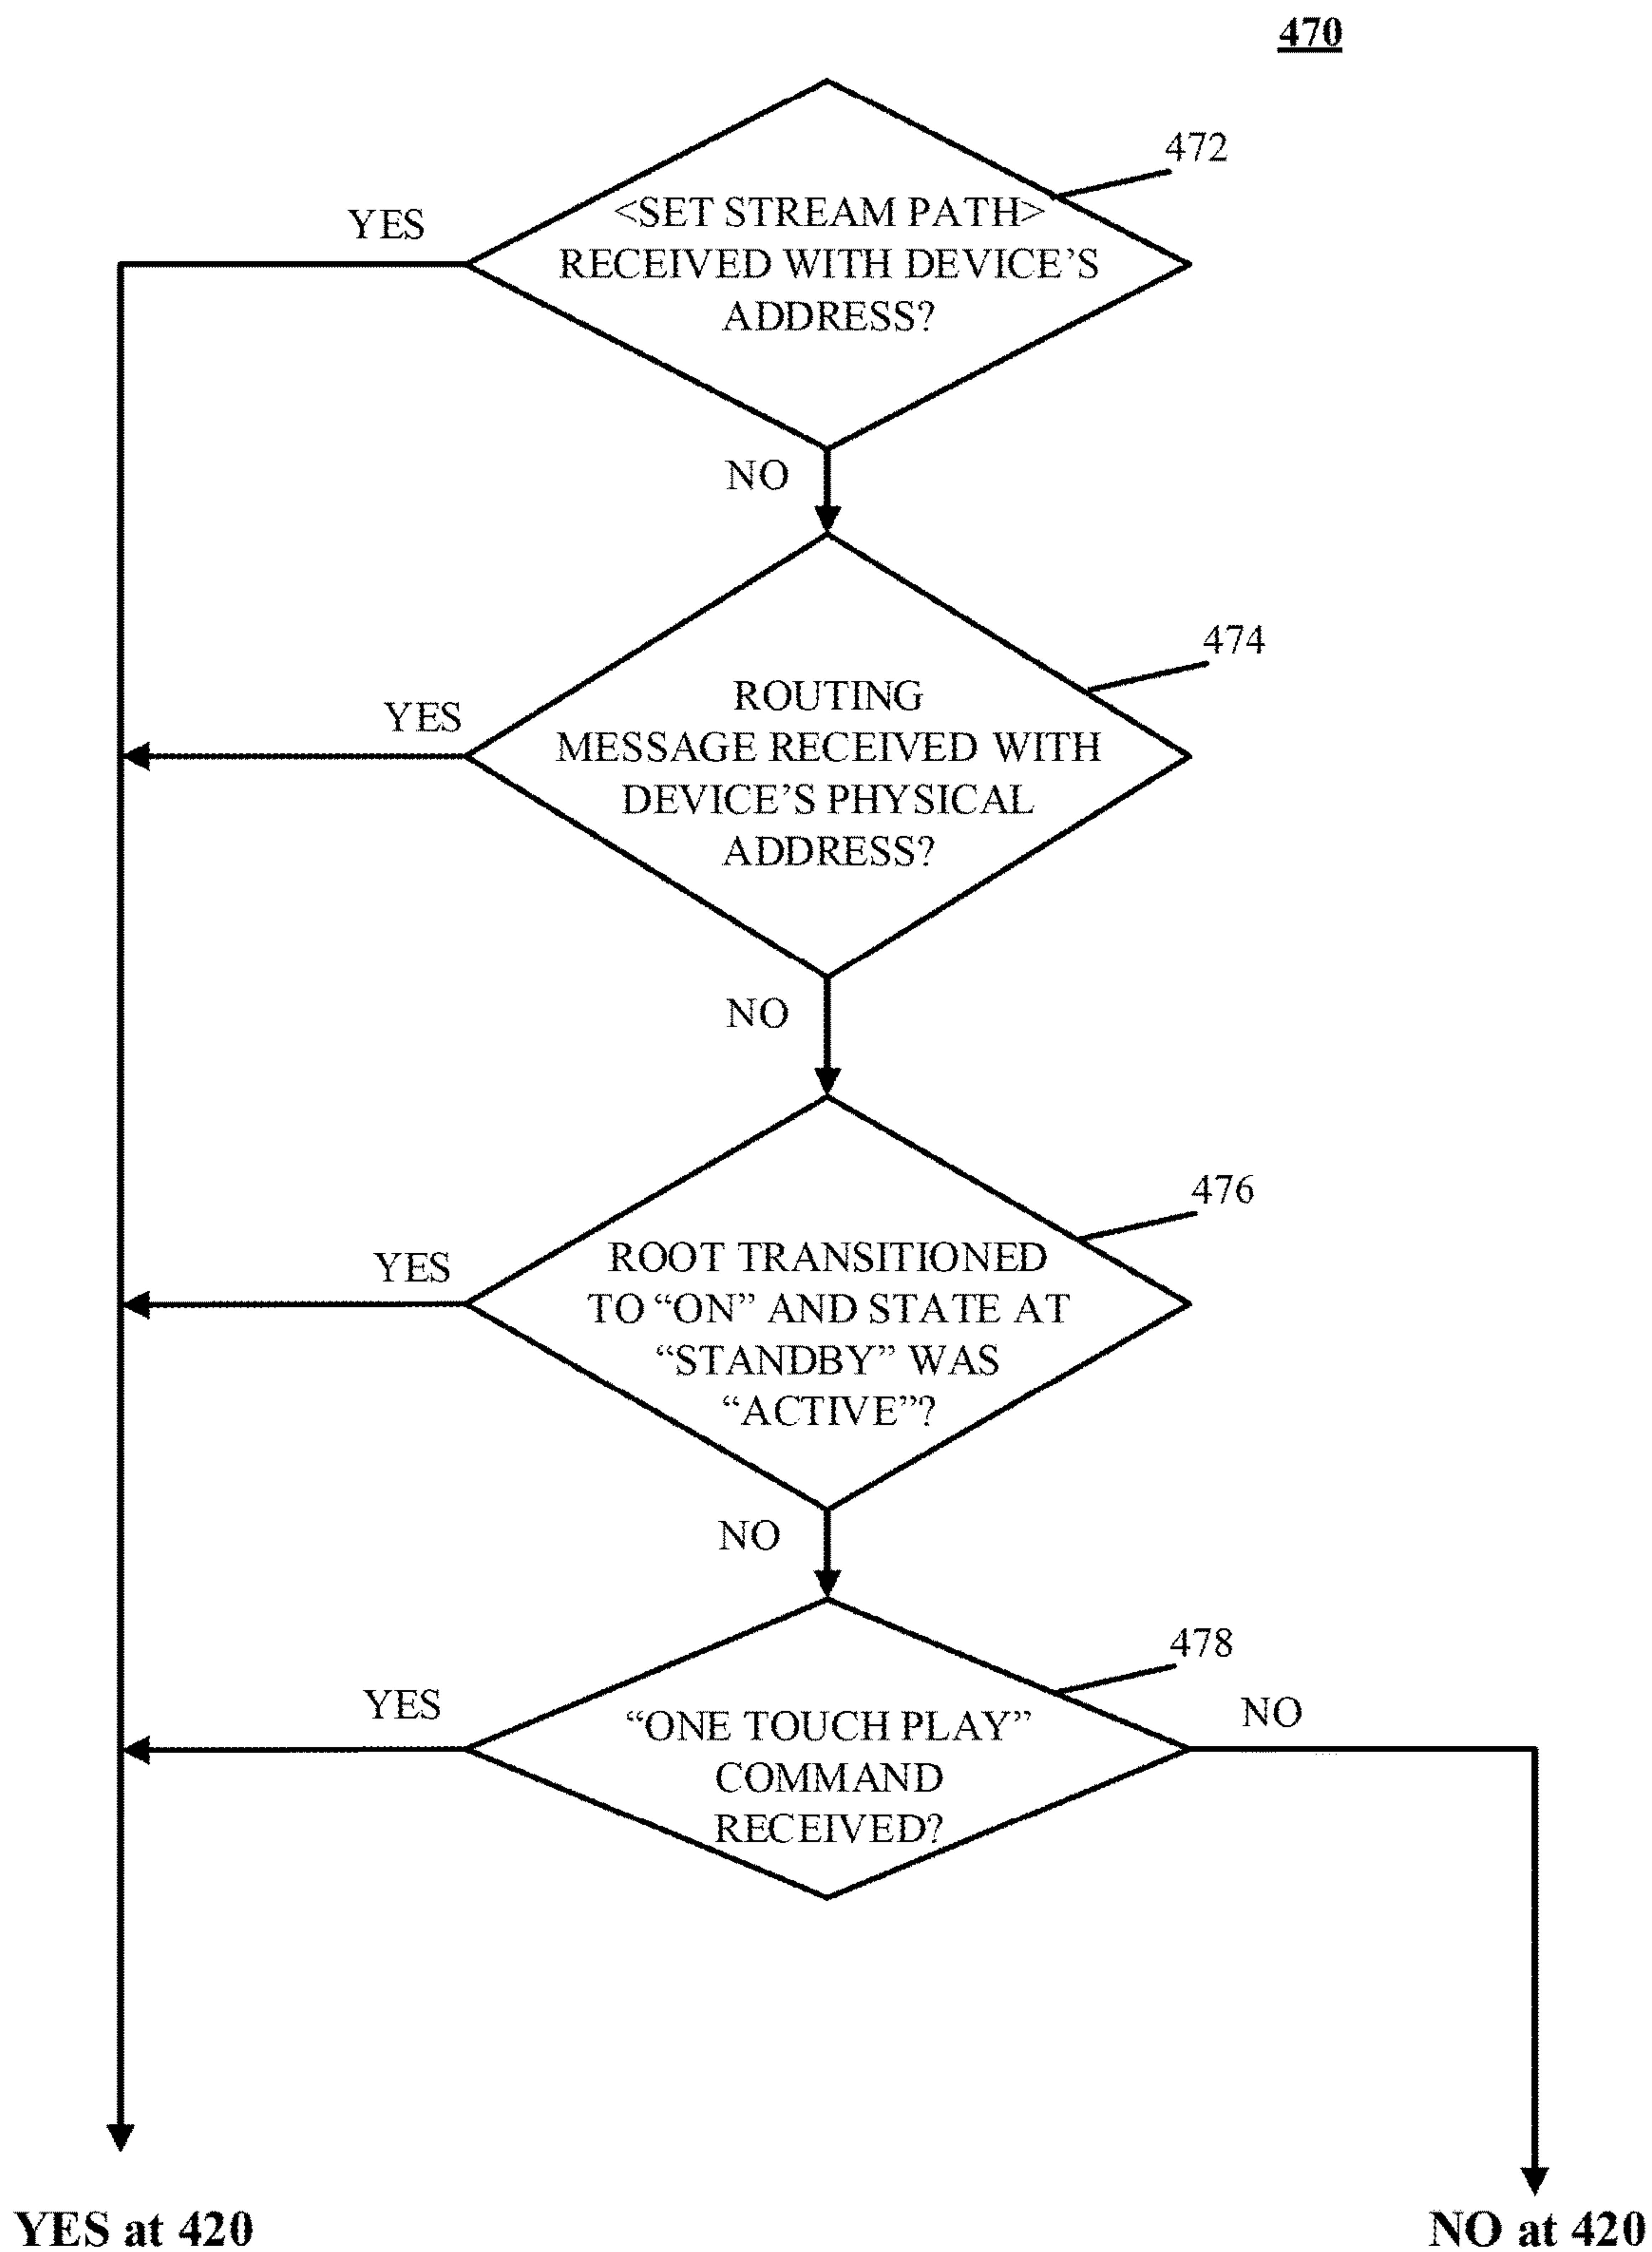 470
472
<SET STREAM PATH>
YES
RECEIVED WITH DEVICE’S
ADDRESS?
NO
474
ROUTING
YES
MESSAGE RECEIVED WITH
DEVICE’S PHYSICAL
ADDRESS?
NO
476
ROOT TRANSITIONED
YES
TO “ON” AND STATE AT
“STANDBY” WAS
“ACTIVE”?
NO
478
YES
“ONE TOUCH PLAY”
NO
COMMAND
RECEIVED?
YES at 420
NO at 420